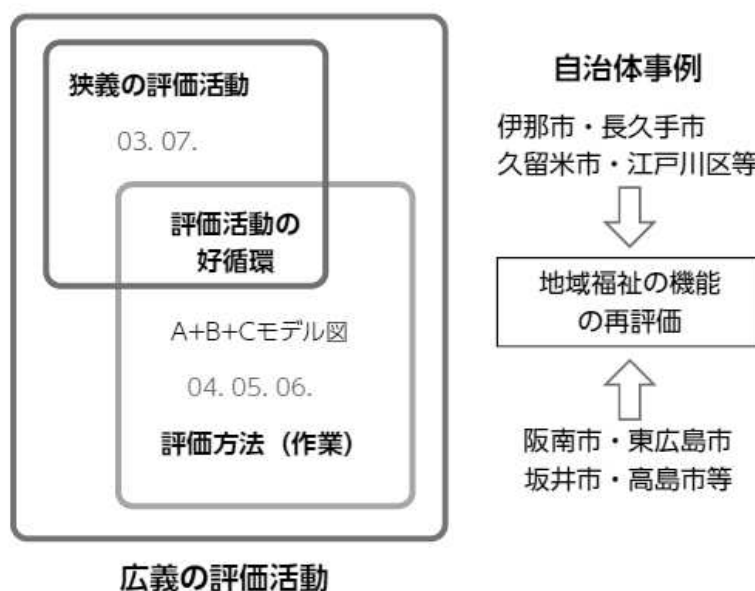 狭義の評価活動
03. 07.
評価活動の
好循環
A+B+Cモデル図
04. 05. 06.
評価方法（作業）
広義の評価活動
自治体事例
伊那市・長久手市
久留米市・江戸川区等
地域福祉の機能
の再評価
阪南市・東広島市
坂井市・高島市等